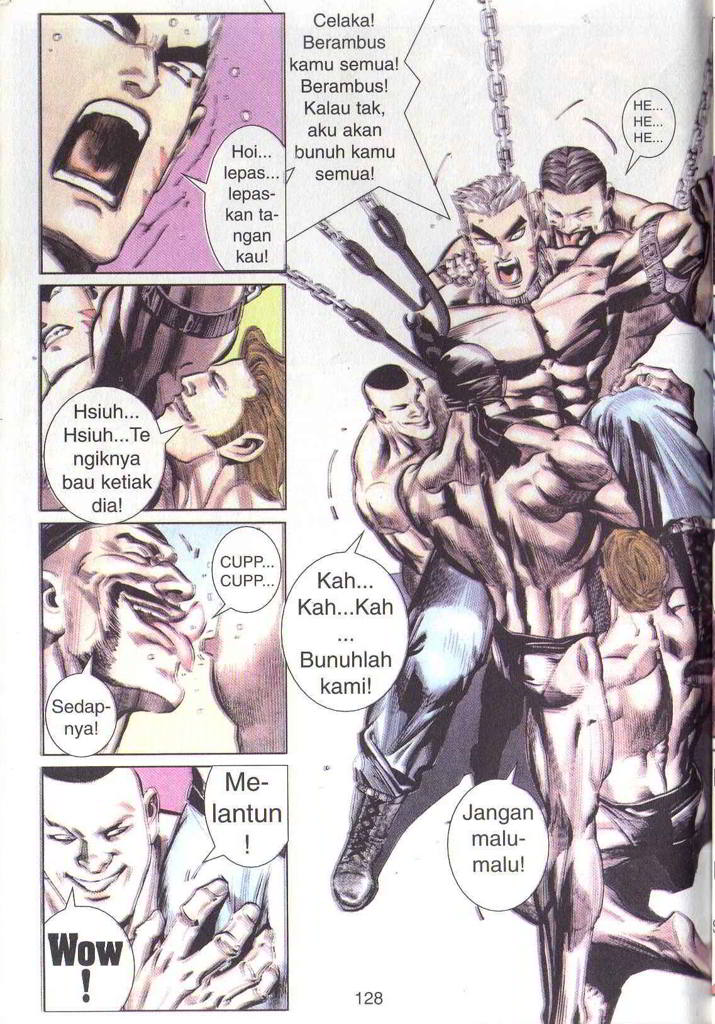 Celaka!
Berambus
kamu semua!
Berambus!
Kalau tak,
aku akan
bunuh kamu
semua!
Hoi...
lepas...
lepas-
kan ta-
ngan
kau!
HE...
HE...
HE...
Hsiuh...
Hsiuh...Te
ngiknya
bau ketiak
dia!
CUPP...
CUPP...
Sedap-
nya!
Kah...
Kah...Kah
...
Bunuhlah
kami!
Me-
lantun
!
Wow
!
Jangan
malu-
malu!
128